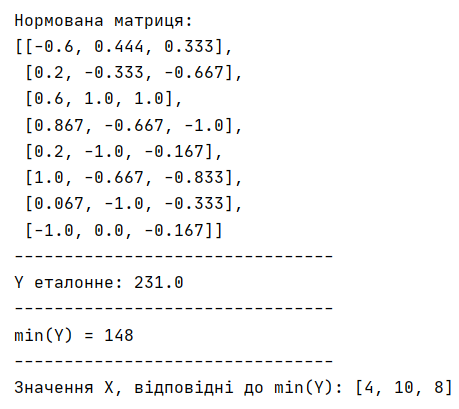 Нормована матриця:
[[-0.6, 0.444, 0.333],
 [0.2, -0.333, -0.667],
 [0.6, 1.0, 1.0],
 [0.867, -0.667, -1.0],
 [0.2, -1.0, -0.167],
 [1.0, -0.667, -0.833],
 [0.067, -1.0, -0.333],
 [-1.0, 0.0, -0.167]]
--------------------------------
Y еталонне: 231.0
--------------------------------
min(Y) = 148
--------------------------------
Значення X, відповідні до min(Y): [4, 10, 8]